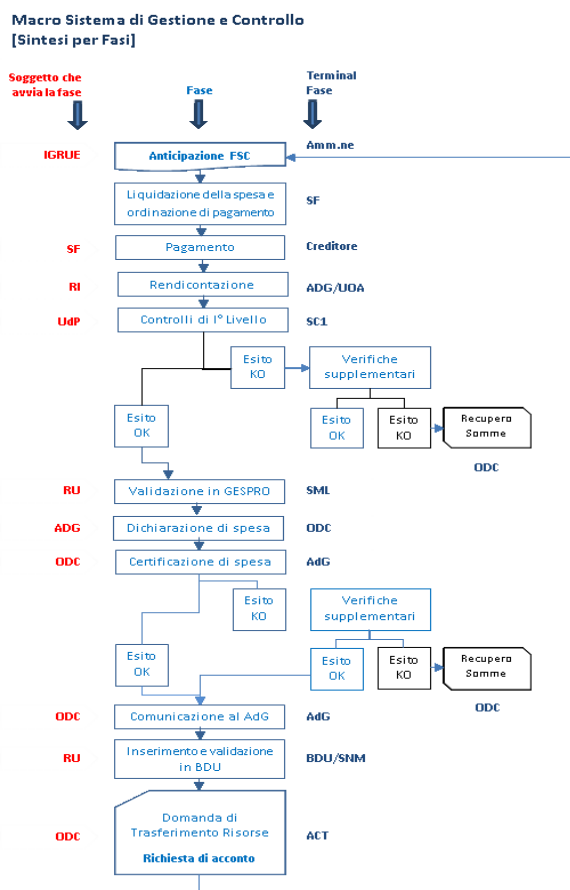 Macro Sistema di Gestione e Controllo
[Sintesi per Fasi]
Soggetto che
avvia la fase
Fase
Terminal
Fase
IGRUE
Anticipazione FSC
Amm.ne
Liquidazione della spesa e
ordinazione di pagamento
SF
SF
Pagamento
Creditore
RI
Rendicontazione
ADG/UOA
UdP
Controlli di I° Livello
SC1
Esito
KO
Verifiche
supplementari
Esito
OK
Esito
OK
Esito
KO
Recupero
Somme
ODC
RU
Validazione in GESPRO
SML
ADG
Dichiarazione di spesa
ODC
ODC
Certificazione di spesa
AdG
Esito
KO
Verifiche
supplementari
Esito
OK
Esito
OK
Esito
KO
Recupero
Somme
ODC
ODC
Comunicazione al AdG
AdG
RU
Inserimento e validazione
in BDU
BDU/SNM
ODC
Domanda di
Trasferimento Risorse
Richiesta di acconto
ACT